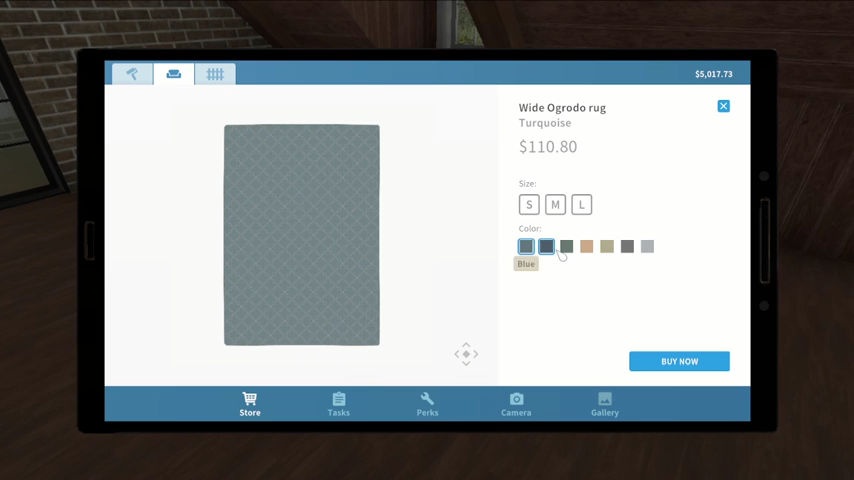 $5,017.73
Wide Ogrodo rug
Turquoise
$110.80
Size:
S M L
Color:
Blue
BUY NOW
Store Tasks Perks Camera Gallery